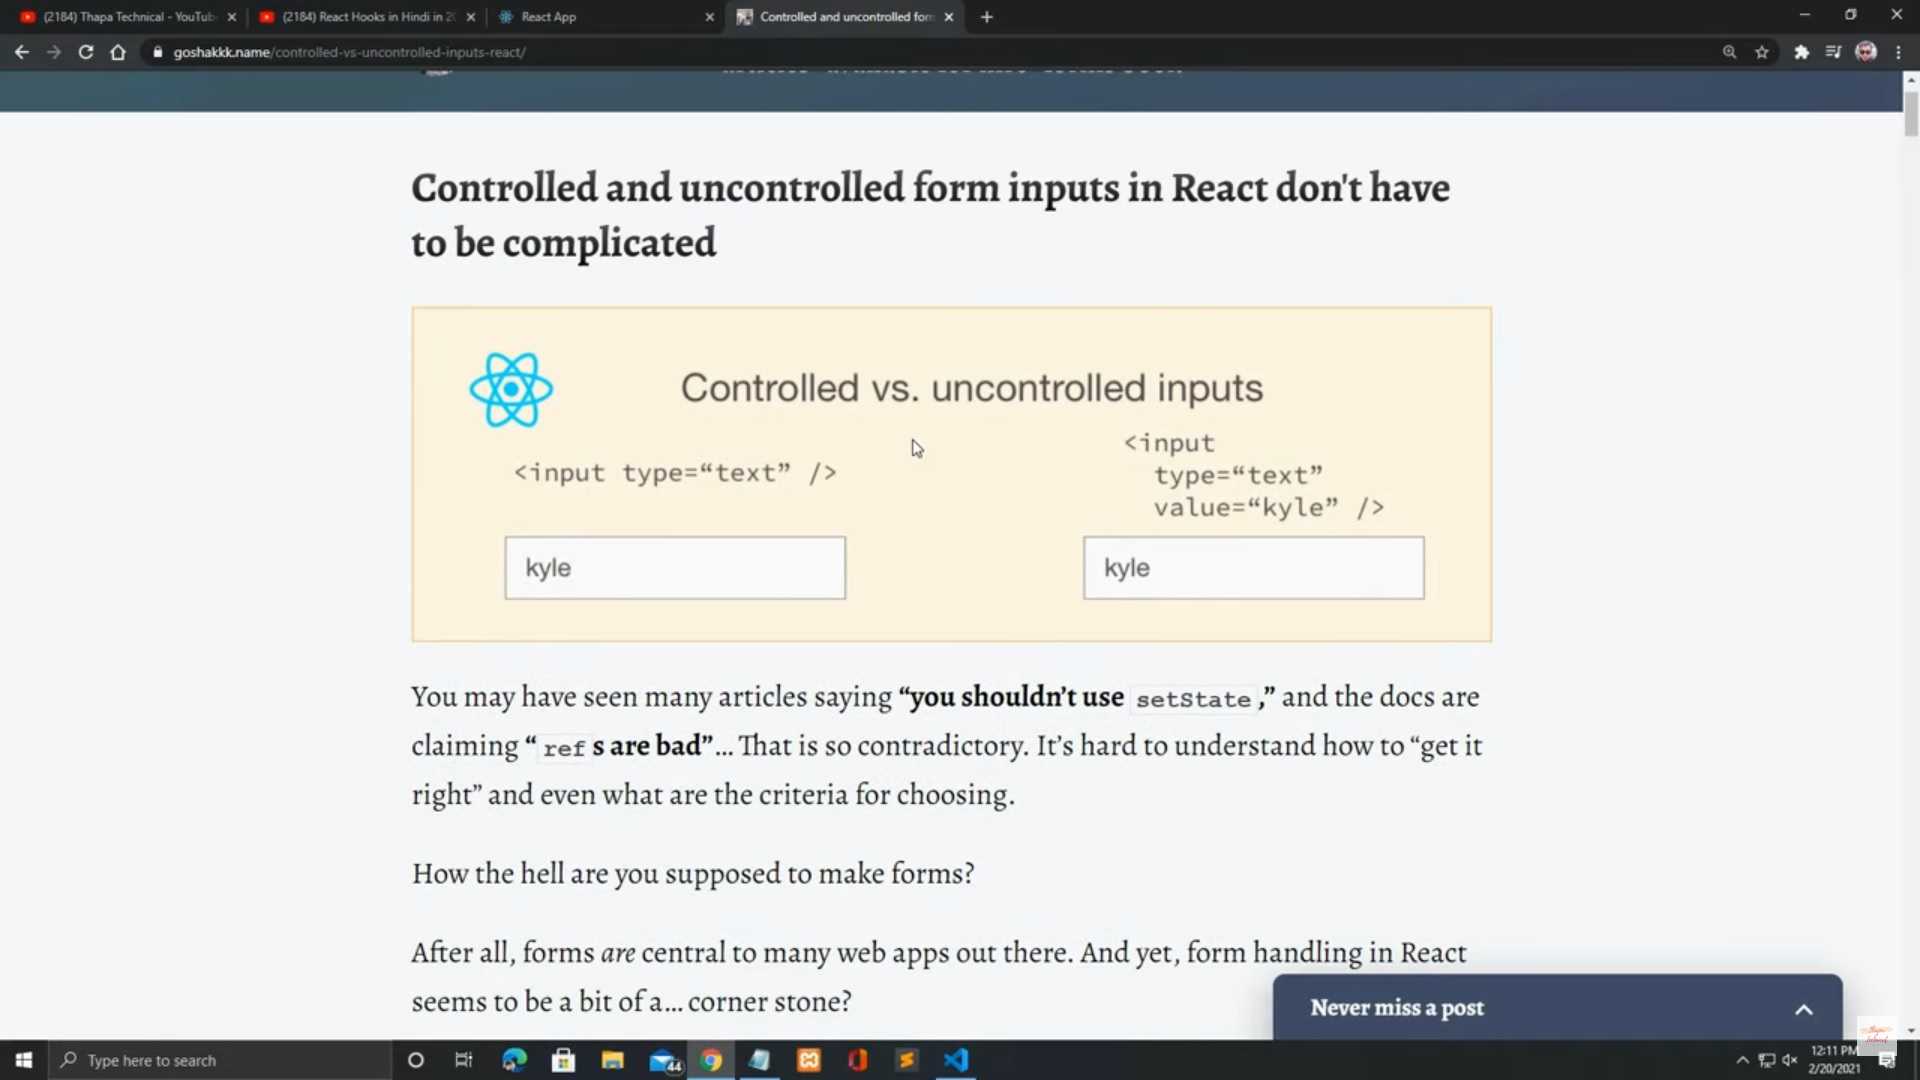 (2184) Thapa Technical - YouTub
(2184) React Hooks in Hindi in 20
React App
Controlled and uncontrolled form
goshakkk.name/controlled-vs-uncontrolled-inputs-react/
Controlled and uncontrolled form inputs in React don't have
to be complicated
Controlled vs. uncontrolled inputs
<input type=“text” />
<input
type=“text”
value=“kyle” />
kyle
kyle
You may have seen many articles saying “you shouldn’t use setState,” and the docs are
claiming “refs are bad”… That is so contradictory. It’s hard to understand how to “get it
right” and even what are the criteria for choosing.
How the hell are you supposed to make forms?
After all, forms are central to many web apps out there. And yet, form handling in React
seems to be a bit of a… corner stone?
Never miss a post
Type here to search
44
12:11 PM
2/20/2021